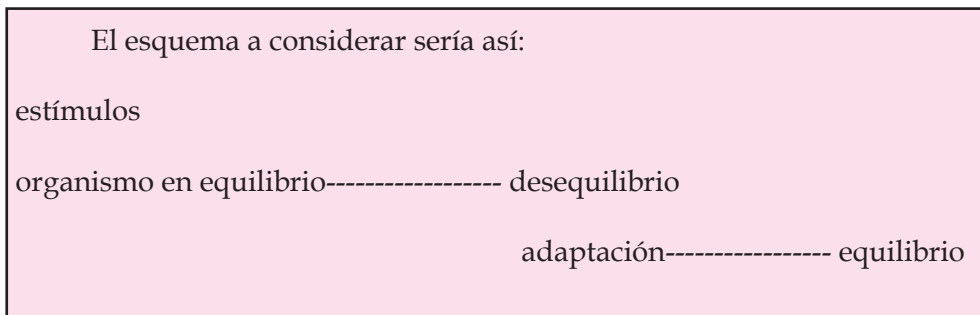 El esquema a considerar sería así:
estímulos
organismo en equilibrio------------------ desequilibrio
adaptación----------------- equilibrio